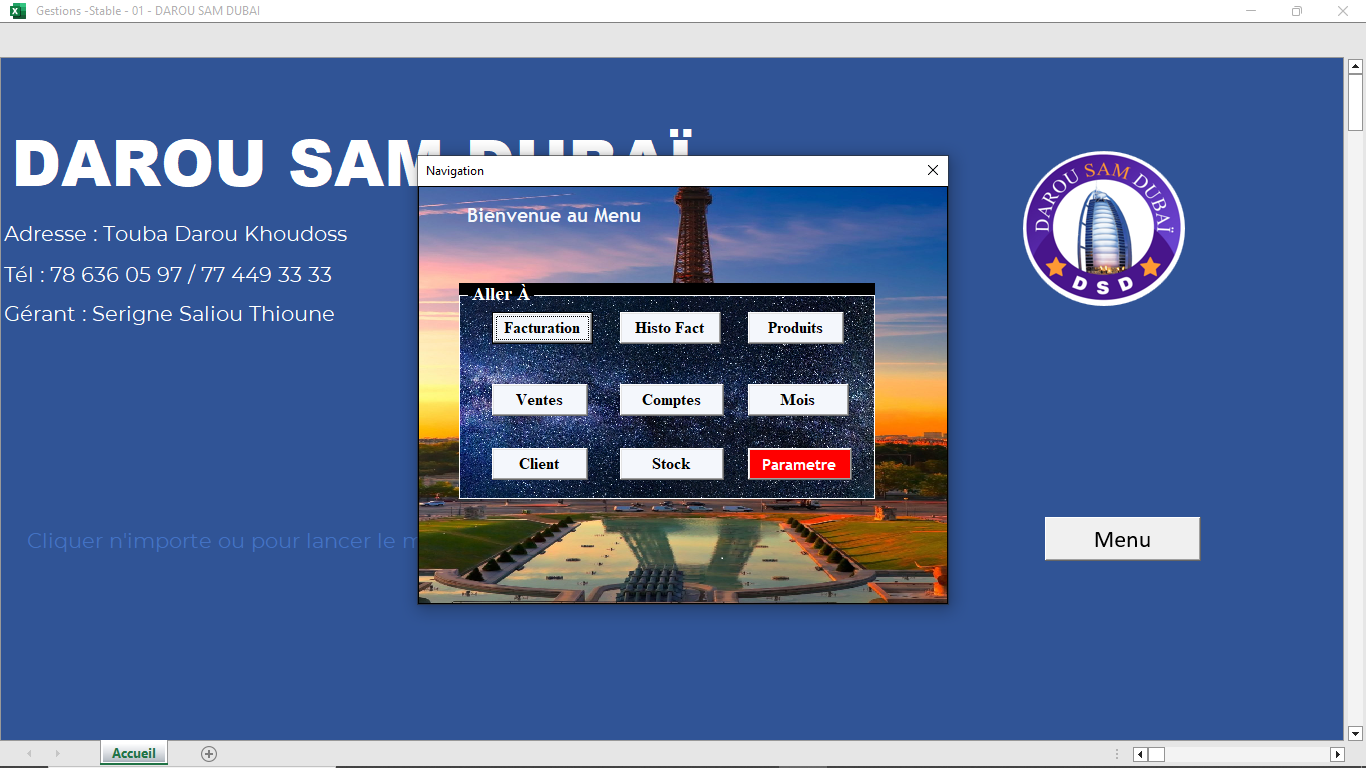 Gestions -Stable - 01 - DAROU SAM DUBAI
DAROU SAM DUBAÏ
Adresse : Touba Darou Khoudoss
Tél : 78 636 05 97 / 77 449 33 33
Gérant : Serigne Saliou Thioune
Cliquer n'importe ou pour lancer le m
Navigation
Bienvenue au Menu
Aller À
Facturation Histo Fact Produits
Ventes Comptes Mois
Client Stock Parametre
DAROU SAM DUBAÏ
DSD
Menu
Accueil